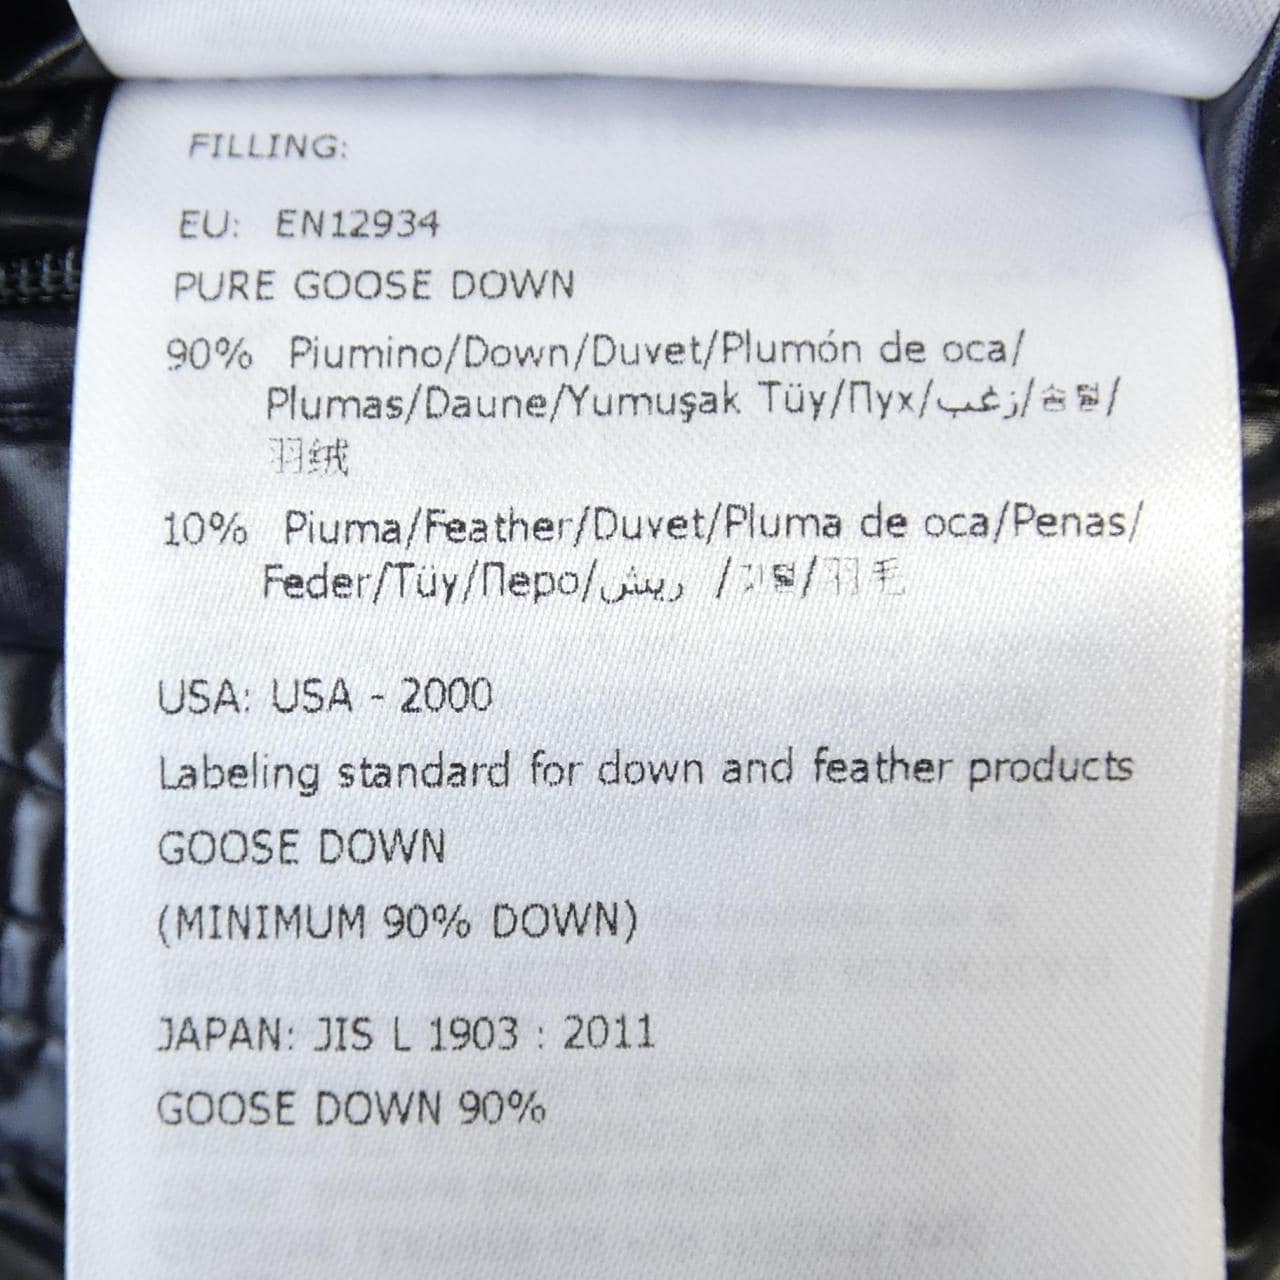 FILLING:
EU: EN12934
PURE GOOSE DOWN
90% Piumino/Down/Duvet/Plumón de oca/
Plumas/Daune/Yumuşak Tüy/Пух/زغب/솜털/
羽绒
10% Piuma/Feather/Duvet/Pluma de oca/Penas/
Feder/Tüy/Перо/ريش /깃털/羽毛
USA: USA - 2000
Labeling standard for down and feather products
GOOSE DOWN
(MINIMUM 90% DOWN)
JAPAN: JIS L 1903 : 2011
GOOSE DOWN 90%